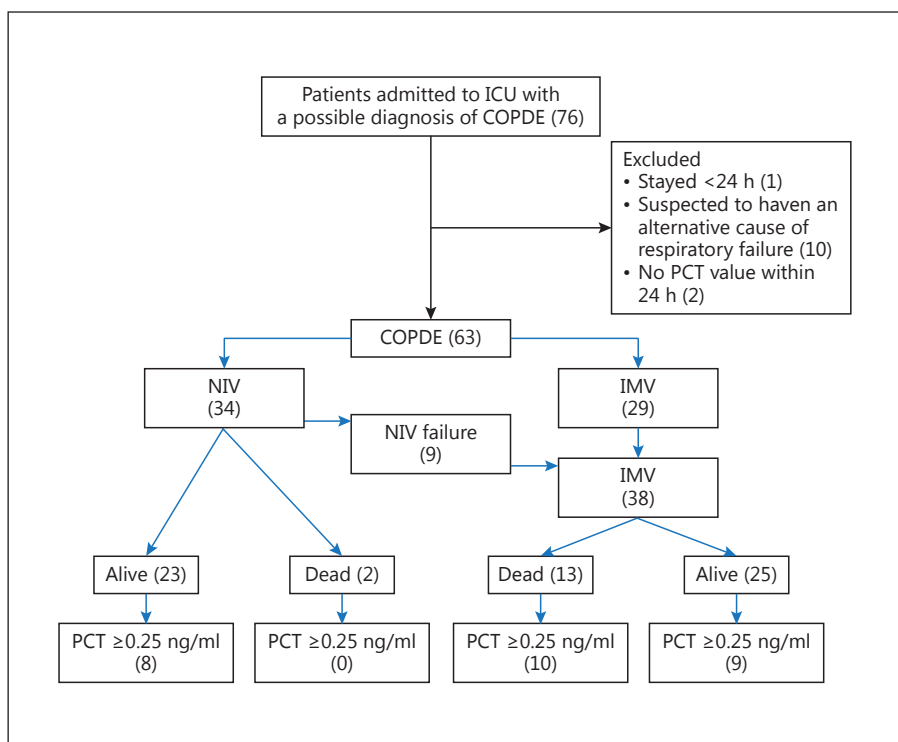 Patients admitted to ICU with
a possible diagnosis of COPDE (76)
Excluded
• Stayed <24 h (1)
• Suspected to haven an
alternative cause of
respiratory failure (10)
• No PCT value within
24 h (2)
COPDE (63)
NIV
(34)
IMV
(29)
NIV failure
(9)
IMV
(38)
Alive (23)
Dead (2)
Dead (13)
Alive (25)
PCT ≥0.25 ng/ml
(8)
PCT ≥0.25 ng/ml
(0)
PCT ≥0.25 ng/ml
(10)
PCT ≥0.25 ng/ml
(9)